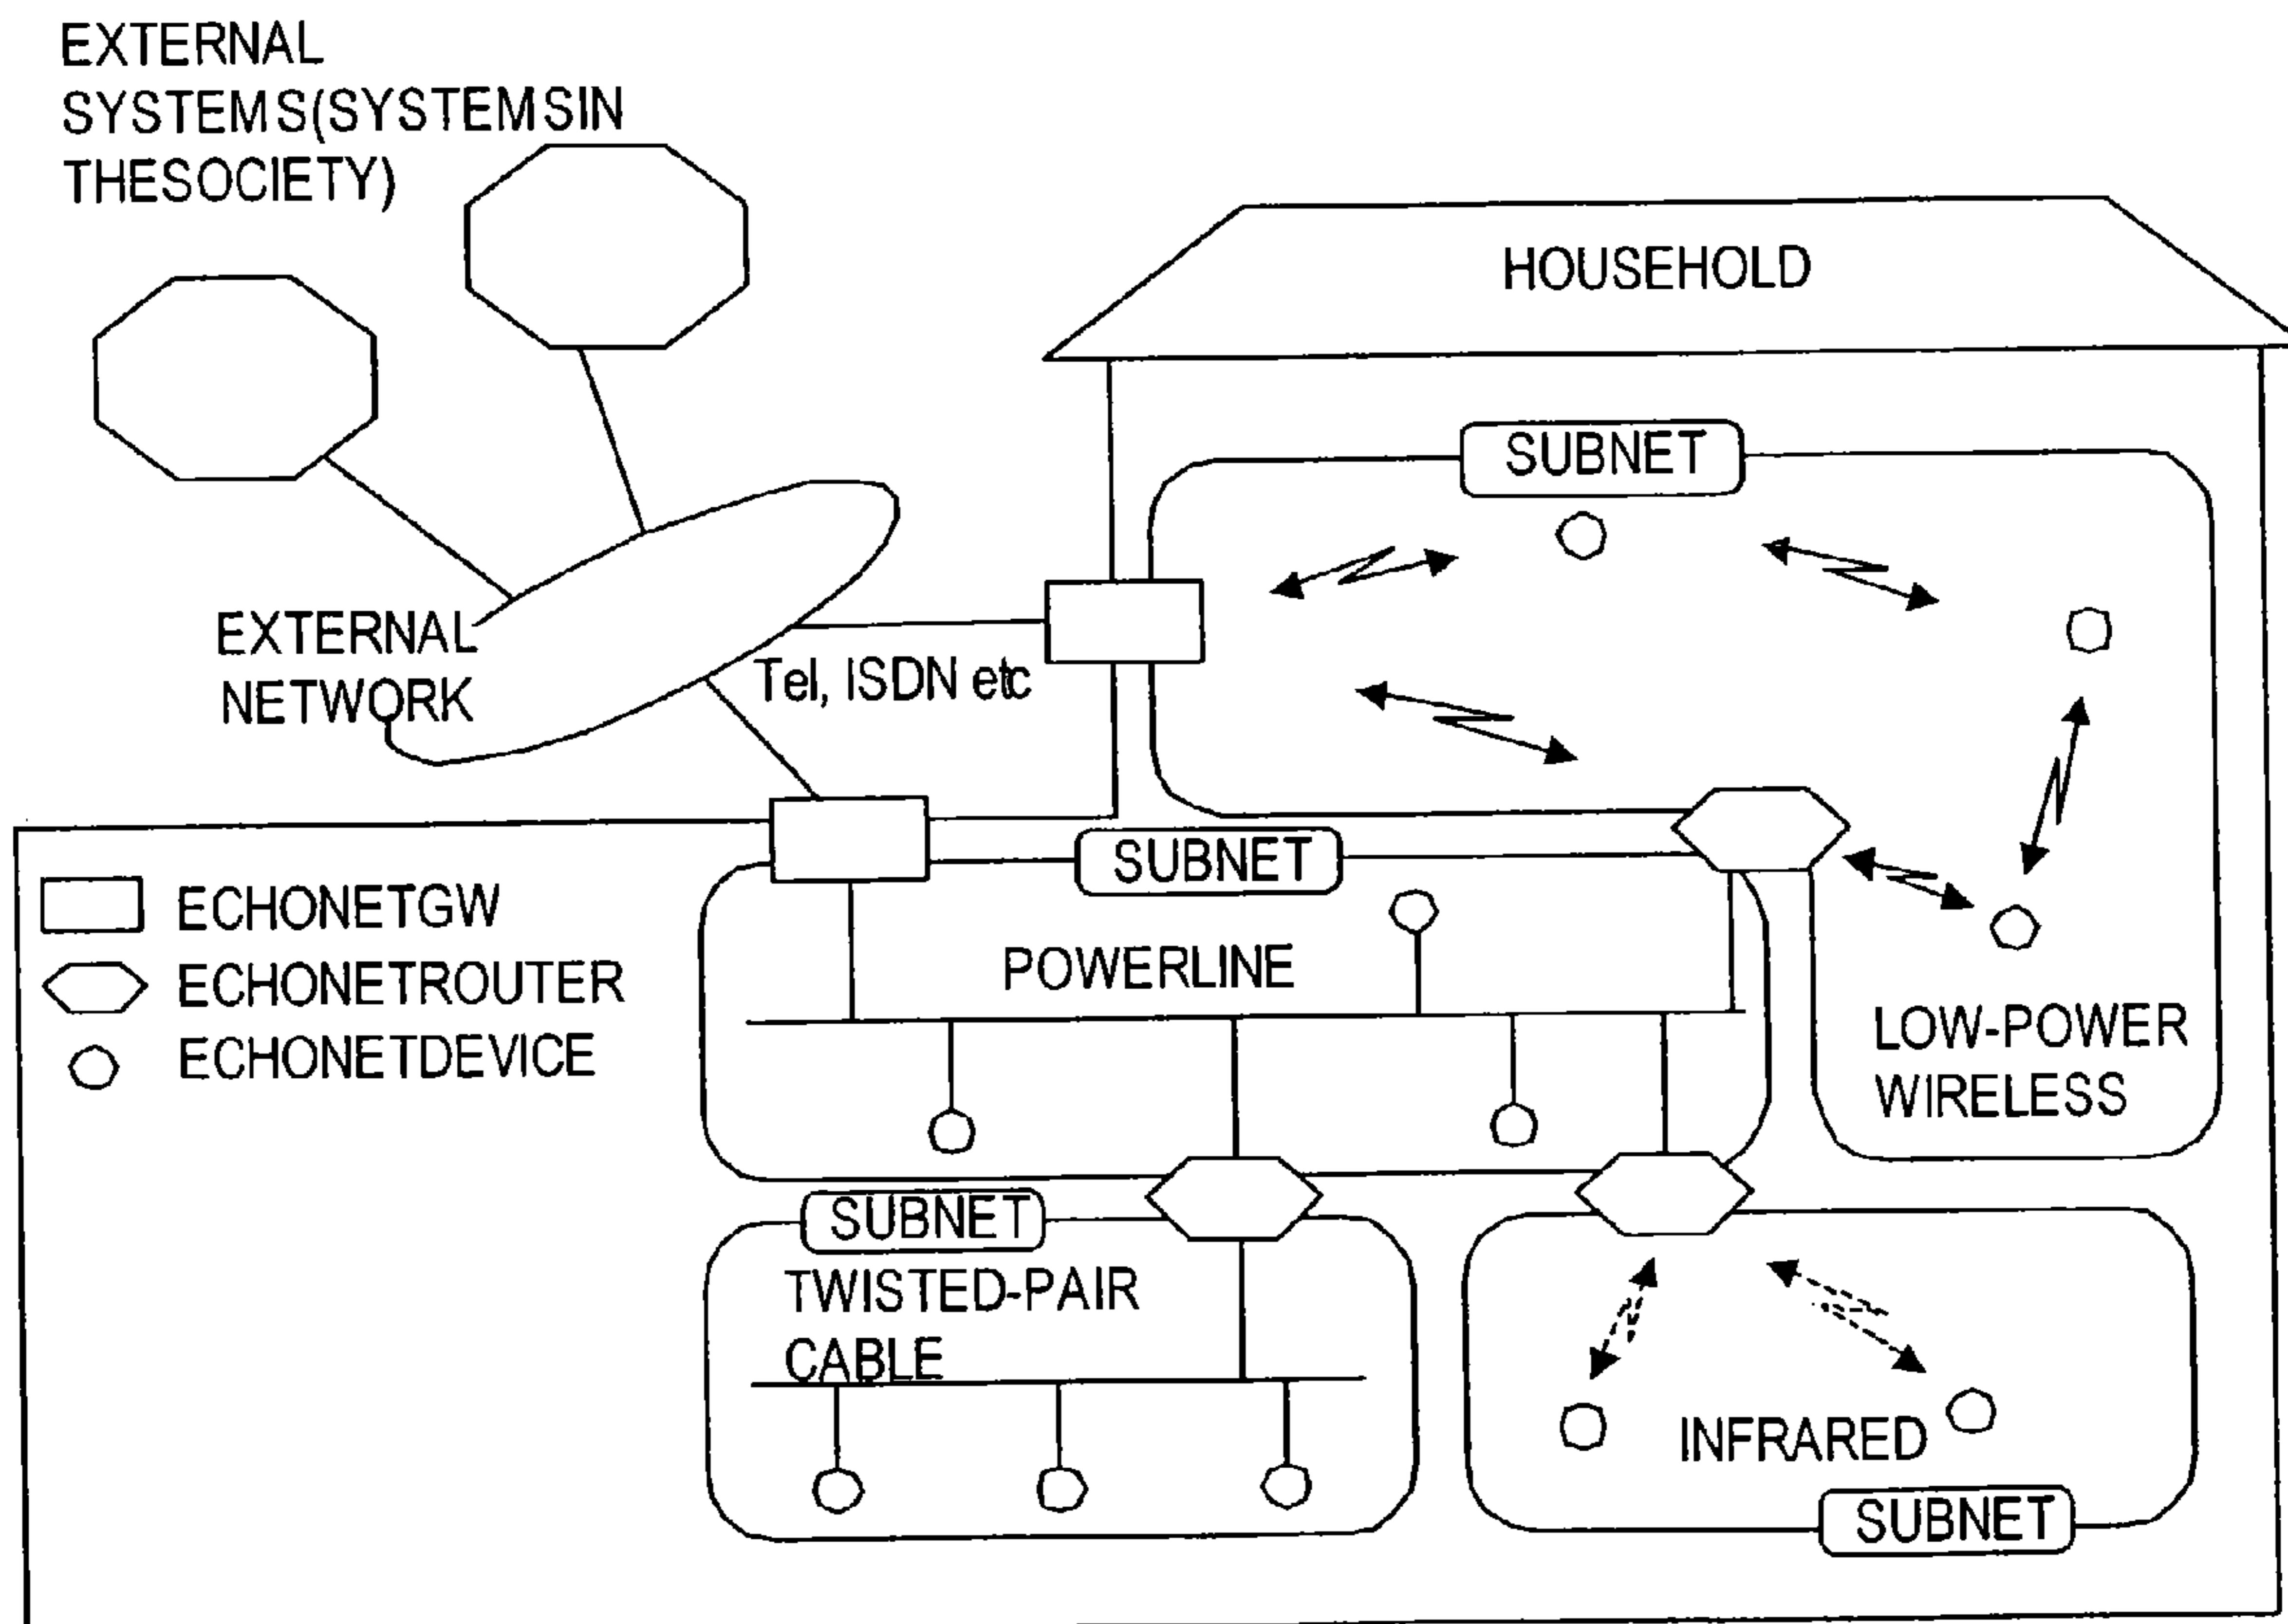 EXTERNAL
SYSTEMS(SYSTEMSIN
THESOCIETY)
HOUSEHOLD
SUBNET
EXTERNAL
NETWORK
Tel, ISDN etc
SUBNET
ECHONETGW
ECHONETROUTER
ECHONETDEVICE
POWERLINE
LOW-POWER
WIRELESS
SUBNET
TWISTED-PAIR
CABLE
INFRARED
SUBNET